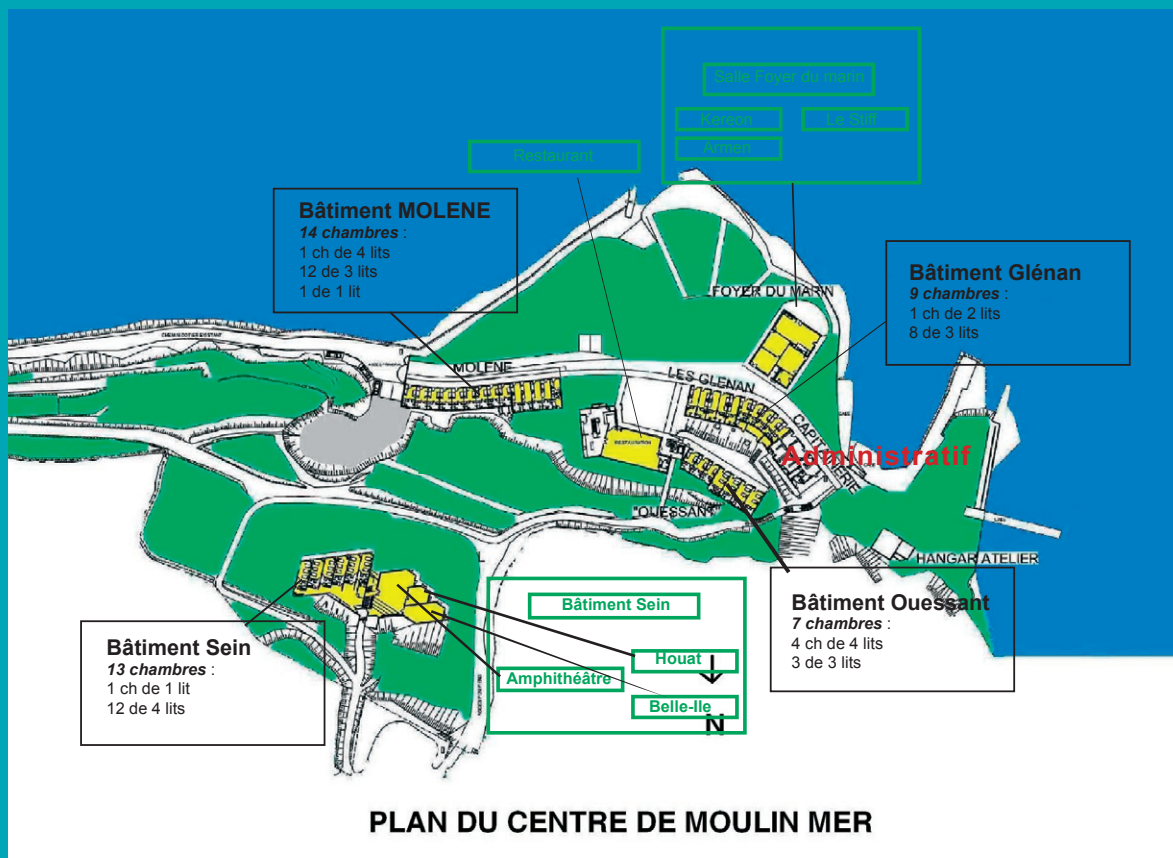 Salle Foyer du marin
Kereon
Le Stiff
Armen
Restaurant
Bâtiment MOLENE
14 chambres :
1 ch de 4 lits
12 de 3 lits
1 de 1 lit
Bâtiment Glénan
9 chambres :
1 ch de 2 lits
8 de 3 lits
FOYER DU MARIN
MOLENE
LES GLENAN
CAPITAINERIE
RESTAURATION
Administratif
"OUESSANT"
HANGAR ATELIER
Bâtiment Ouessant
7 chambres :
4 ch de 4 lits
3 de 3 lits
Bâtiment Sein
13 chambres :
1 ch de 1 lit
12 de 4 lits
Bâtiment Sein
Houat
Amphithéâtre
Belle-Ile
N
PLAN DU CENTRE DE MOULIN MER